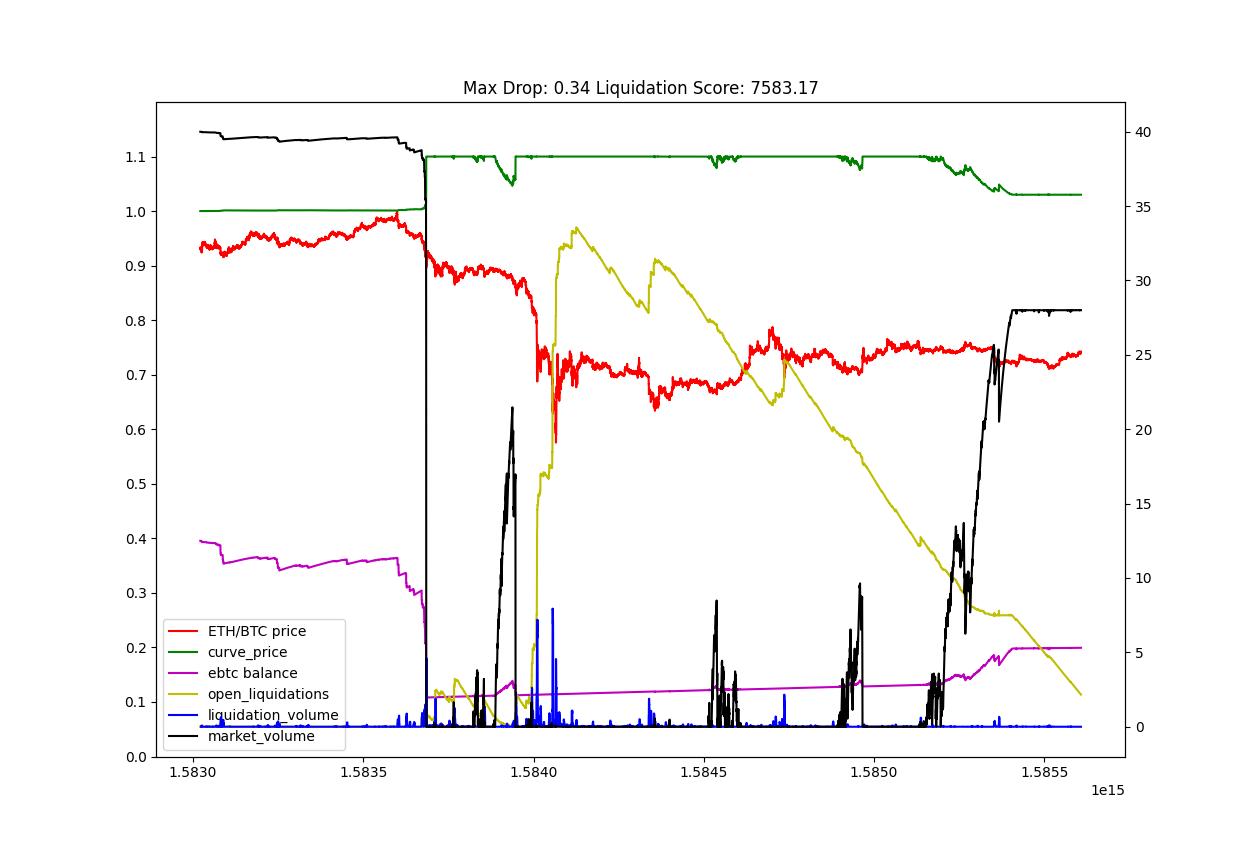 Max Drop: 0.34 Liquidation Score: 7583.17
1.1
1.0
0.9
0.8
0.7
0.6
0.5
0.4
0.3
0.2
0.1
0.0
40
35
30
25
20
15
10
5
0
ETH/BTC price
curve_price
ebtc balance
open_liquidations
liquidation_volume
market_volume
1.5830 1.5835 1.5840 1.5845 1.5850 1.5855
1e15